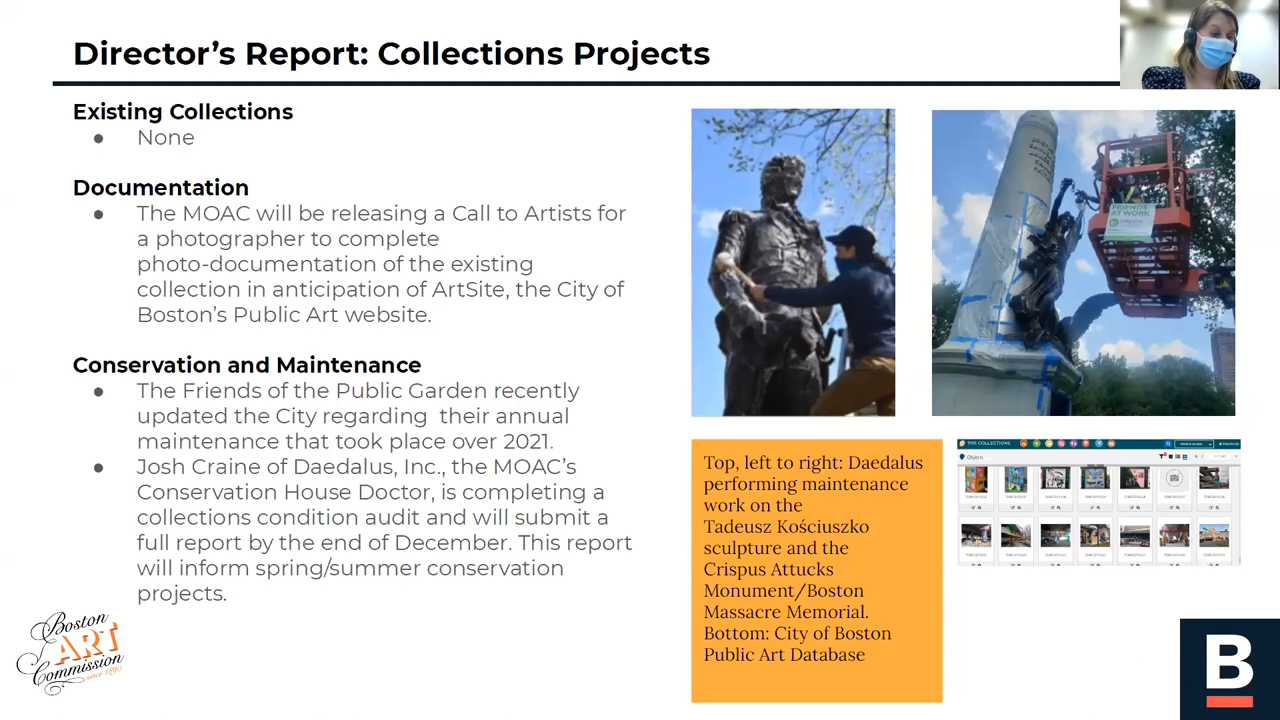 Director's Report: Collections Projects
Existing Collections
● None
Documentation
● The MOAC will be releasing a Call to Artists for
a photographer to complete
photo-documentation of the existing
collection in anticipation of ArtSite, the City of
Boston's Public Art website.
Conservation and Maintenance
● The Friends of the Public Garden recently
updated the City regarding their annual
maintenance that took place over 2021.
● Josh Craine of Daedalus, Inc., the MOAC's
Conservation House Doctor, is completing a
collections condition audit and will submit a
full report by the end of December. This report
will inform spring/summer conservation
projects.
FRIENDS
AT WORK
Top, left to right: Daedalus
performing maintenance
work on the
Tadeusz Kościuszko
sculpture and the
Crispus Attucks
Monument/Boston
Massacre Memorial.
Bottom: City of Boston
Public Art Database
TMS COLLECTIONS
Objects
Boston
ART
Commission
since 1890
B